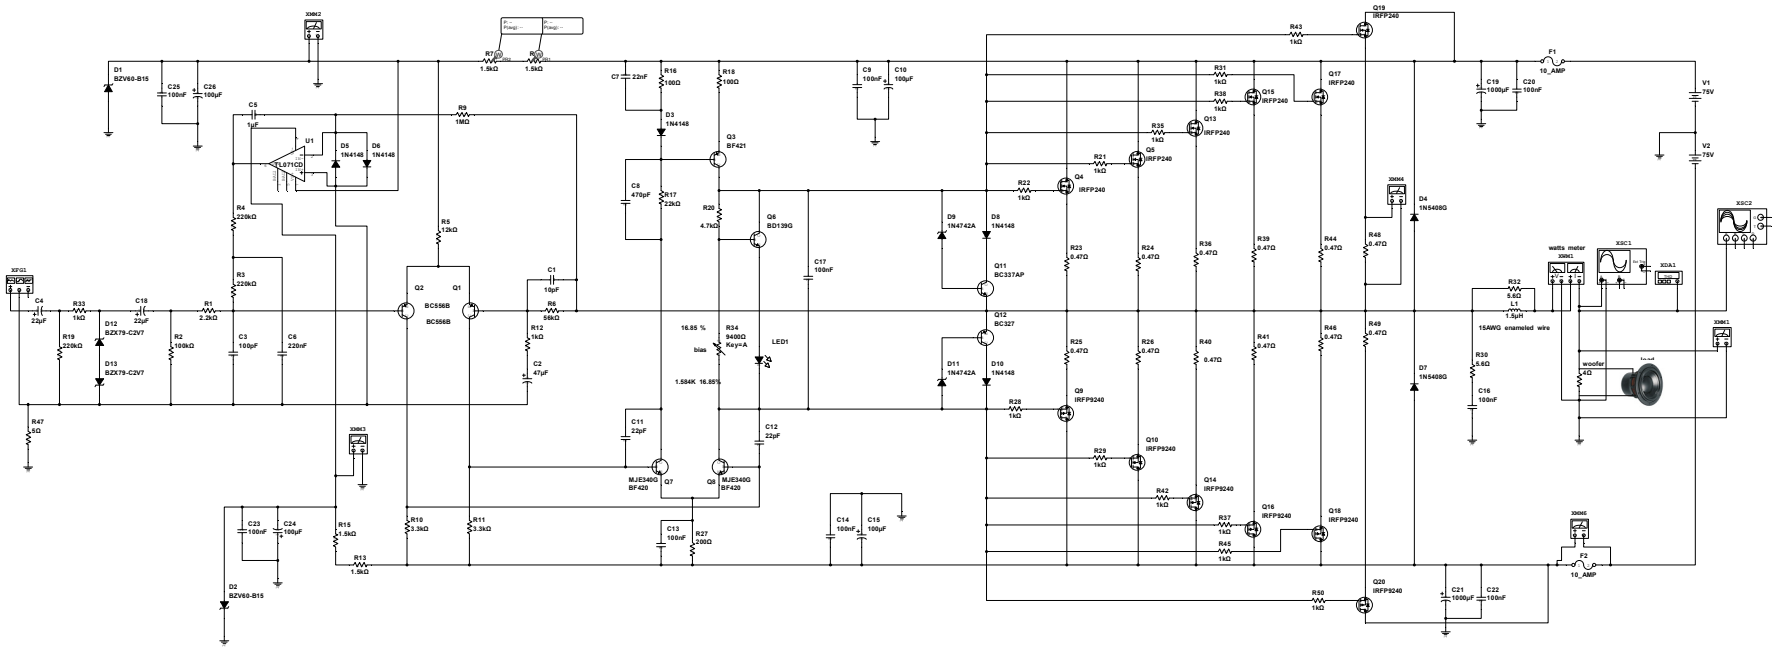 XMM2
P: --
P(avg): --
P: --
P(avg): --
R7
1.5kΩ
PR2
1.5kΩ
PR1
D1
BZV60-B15
C25
100nF
C26
100µF
C5
1µF
U1
TL071CD
D5
1N4148
D6
1N4148
R9
1MΩ
R4
220kΩ
R3
220kΩ
R5
12kΩ
XFG1
C4
22µF
R33
1kΩ
C18
22µF
R1
2.2kΩ
D12
BZX79-C2V7
D13
BZX79-C2V7
R19
220kΩ
R2
100kΩ
C3
100pF
C6
220nF
R47
5Ω
Q2
BC556B
Q1
BC556B
C1
10pF
R6
56kΩ
R12
1kΩ
C2
47µF
XMM3
C23
100nF
C24
100µF
R15
1.5kΩ
R13
1.5kΩ
D2
BZV60-B15
R10
3.3kΩ
R11
3.3kΩ
C7
22nF
R16
100Ω
R18
100Ω
D3
1N4148
Q3
BF421
C8
470pF
R17
22kΩ
R20
4.7kΩ
Q6
BD139G
C17
100nF
16.85 %
R34
9400Ω
Key=A
bias
1.584K 16.85%
LED1
C11
22pF
C12
22pF
MJE340G
BF420
Q7
MJE340G
BF420
Q8
C13
100nF
R27
200Ω
C9
100nF
C10
100µF
C14
100nF
C15
100µF
D9
1N4742A
D8
1N4148
Q11
BC337AP
Q12
BC327
D11
1N4742A
D10
1N4148
R43
1kΩ
Q19
IRFP240
R31
1kΩ
Q17
IRFP240
R38
1kΩ
Q15
IRFP240
R35
1kΩ
Q13
IRFP240
R21
1kΩ
Q5
IRFP240
R22
1kΩ
Q4
IRFP240
R23
0.47Ω
R24
0.47Ω
R36
0.47Ω
R39
0.47Ω
R44
0.47Ω
R48
0.47Ω
R25
0.47Ω
R26
0.47Ω
R40
0.47Ω
R41
0.47Ω
R46
0.47Ω
R49
0.47Ω
R28
1kΩ
Q9
IRFP9240
R29
1kΩ
Q10
IRFP9240
R42
1kΩ
Q14
IRFP9240
R37
1kΩ
Q16
IRFP9240
R45
1kΩ
Q18
IRFP9240
R50
1kΩ
Q20
IRFP9240
XMM4
D4
1N5408G
D7
1N5408G
C19
1000µF
C20
100nF
F1
10_AMP
V1
75V
V2
75V
XSC2
watts meter
XWM1
XSC1
XDA1
R32
5.6Ω
L1
1.5µH
15AWG enameled wire
XMM1
R30
5.6Ω
C16
100nF
woofer
4Ω
XMM6
F2
10_AMP
C21
1000µF
C22
100nF